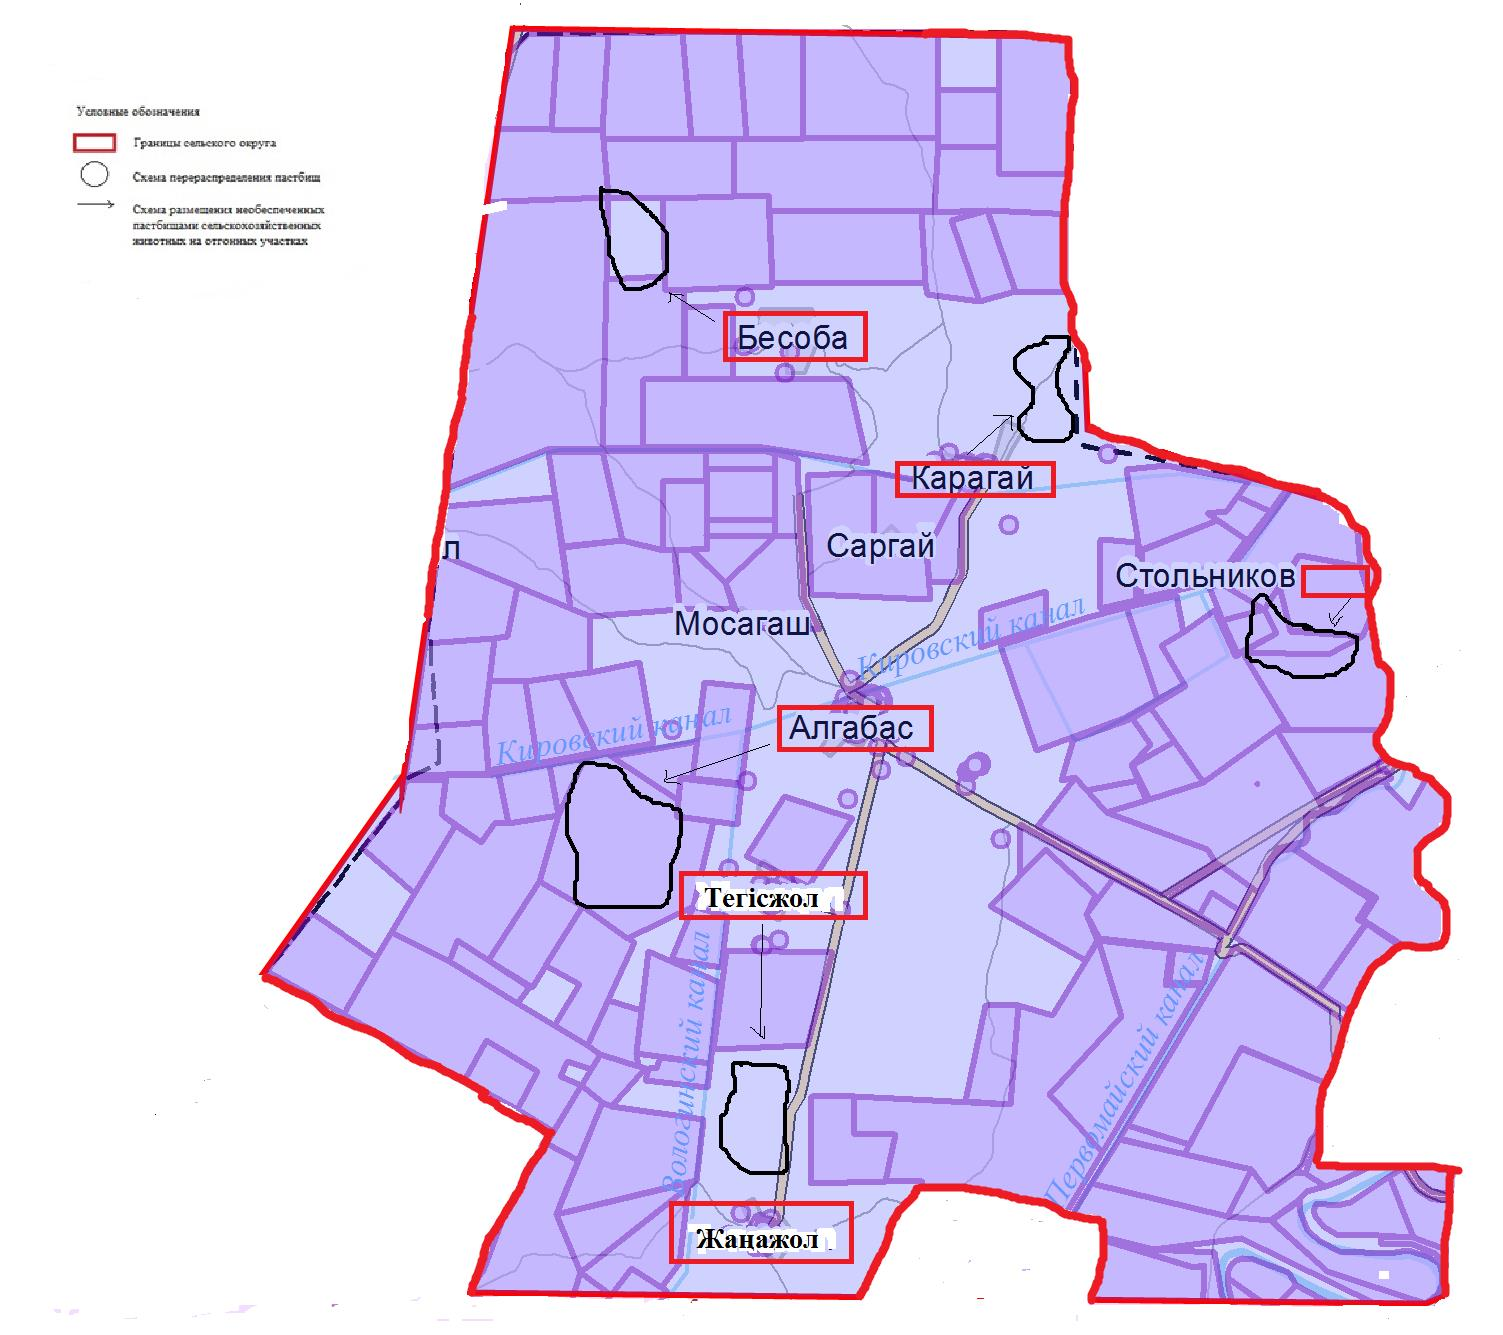 Условные обозначения
Границы сельского округа
Схема перераспределения пастбищ
Схема размещения необеспеченных
пастбищами сельскохозяйственных
животных на отгонных участках
Бесоба
Карагай
Саргай
л
Стольников
Мосагаш
Кировский канал
Кировский канал
Алгабас
Тегісжол
Вологинский канал
Первомайский канал
Жаңажол